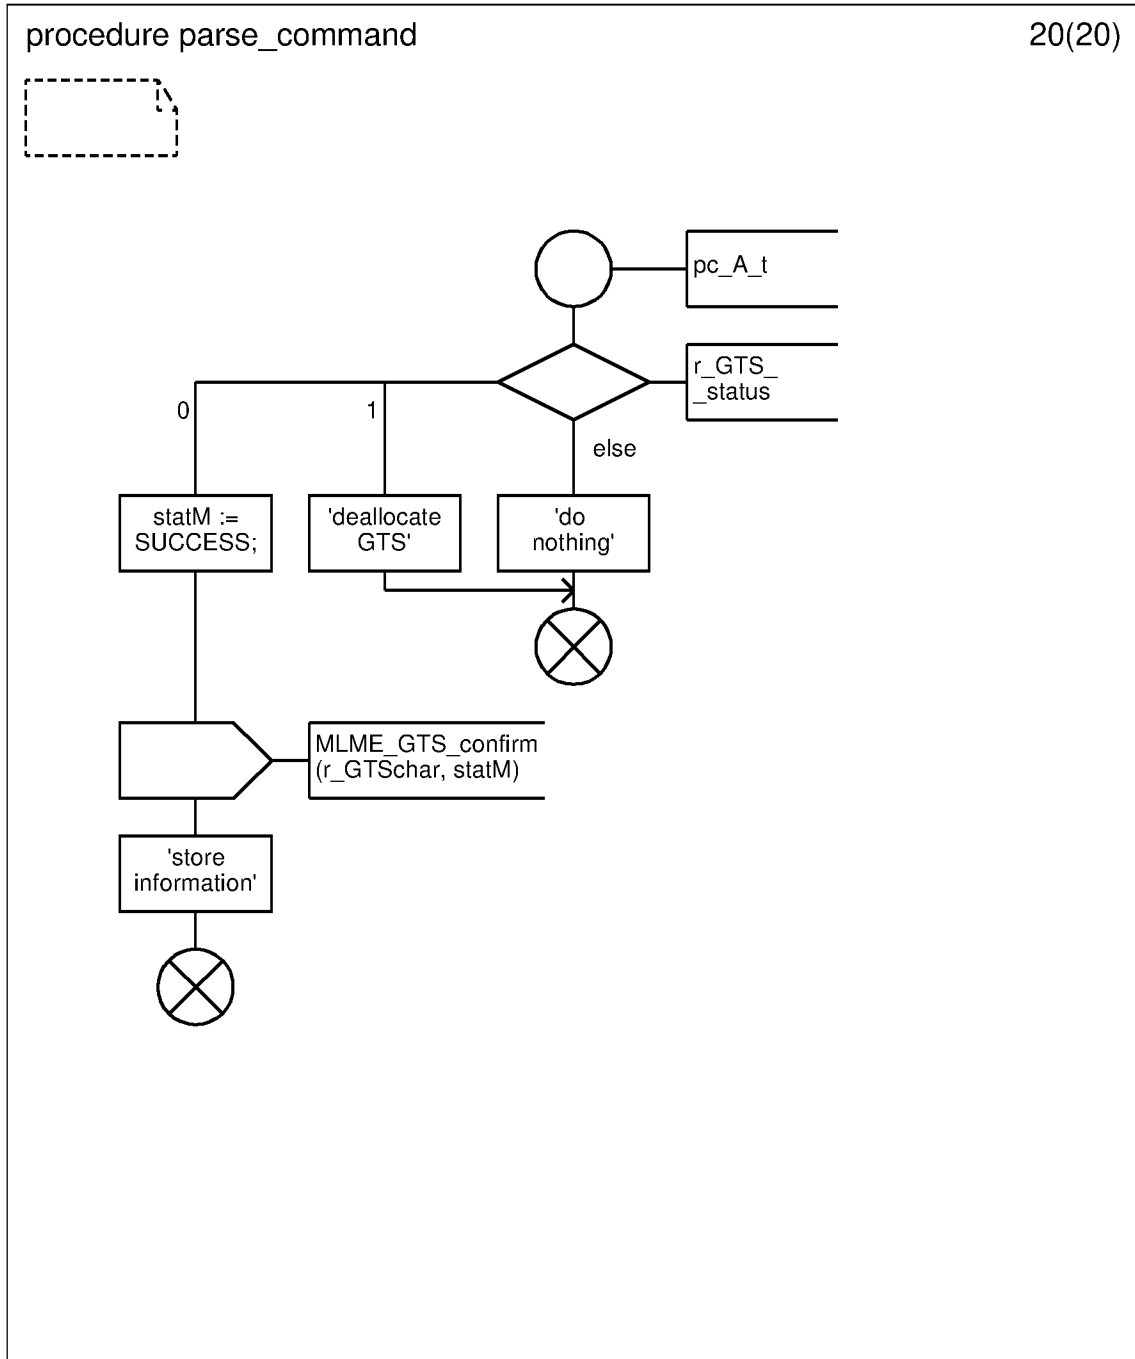 procedure parse_command
20(20)
pc_A_t
r_GTS_
_status
0
1
else
statM :=
SUCCESS;
'deallocate
GTS'
'do
nothing'
MLME_GTS_confirm
(r_GTSchar, statM)
'store
information'